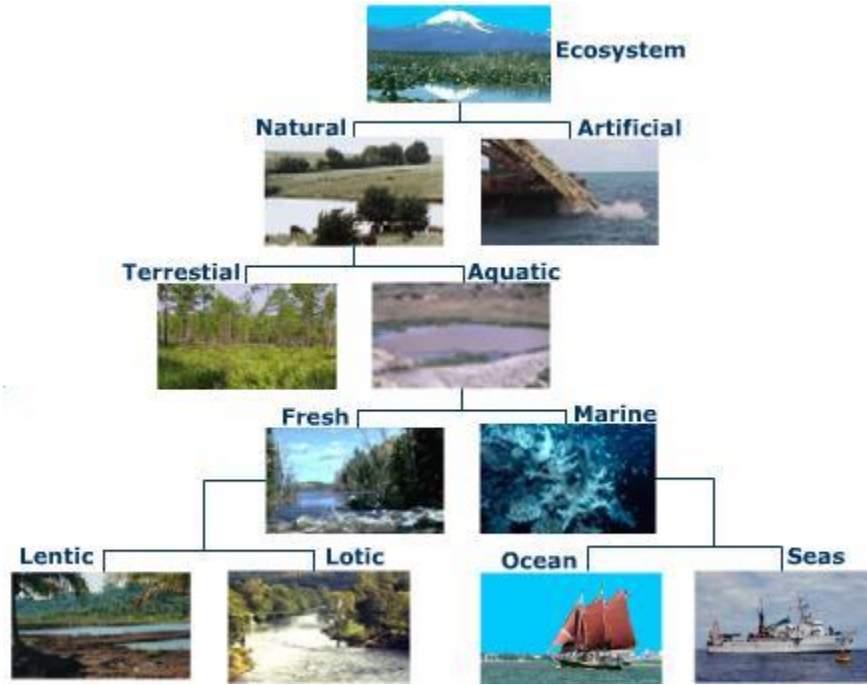 Ecosystem
Natural
Artificial
Terrestial
Aquatic
Fresh
Marine
Lentic
Lotic
Ocean
Seas